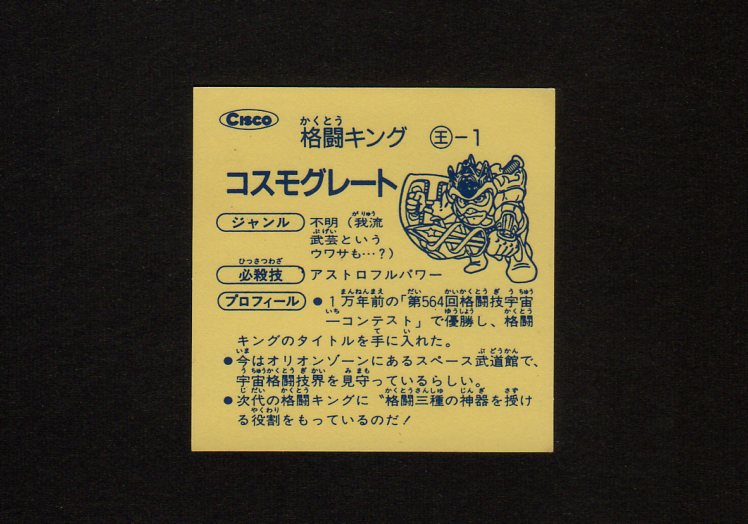 Cisco
格闘キング ㊤-1
コスモグレート
ジャンル 不明（我流
武芸という
ウワサも…？）
必殺技 アストロフルパワー
プロフィール ●1万年前の「第564回格闘技宇宙
一コンテスト」で優勝し、格闘
キングのタイトルを手に入れた。
●今はオリオンゾーンにあるスペース武道館で、
宇宙格闘技界を見守っているらしい。
●次代の格闘キングに〝格闘三種の神器を授け
る役割をもっているのだ！